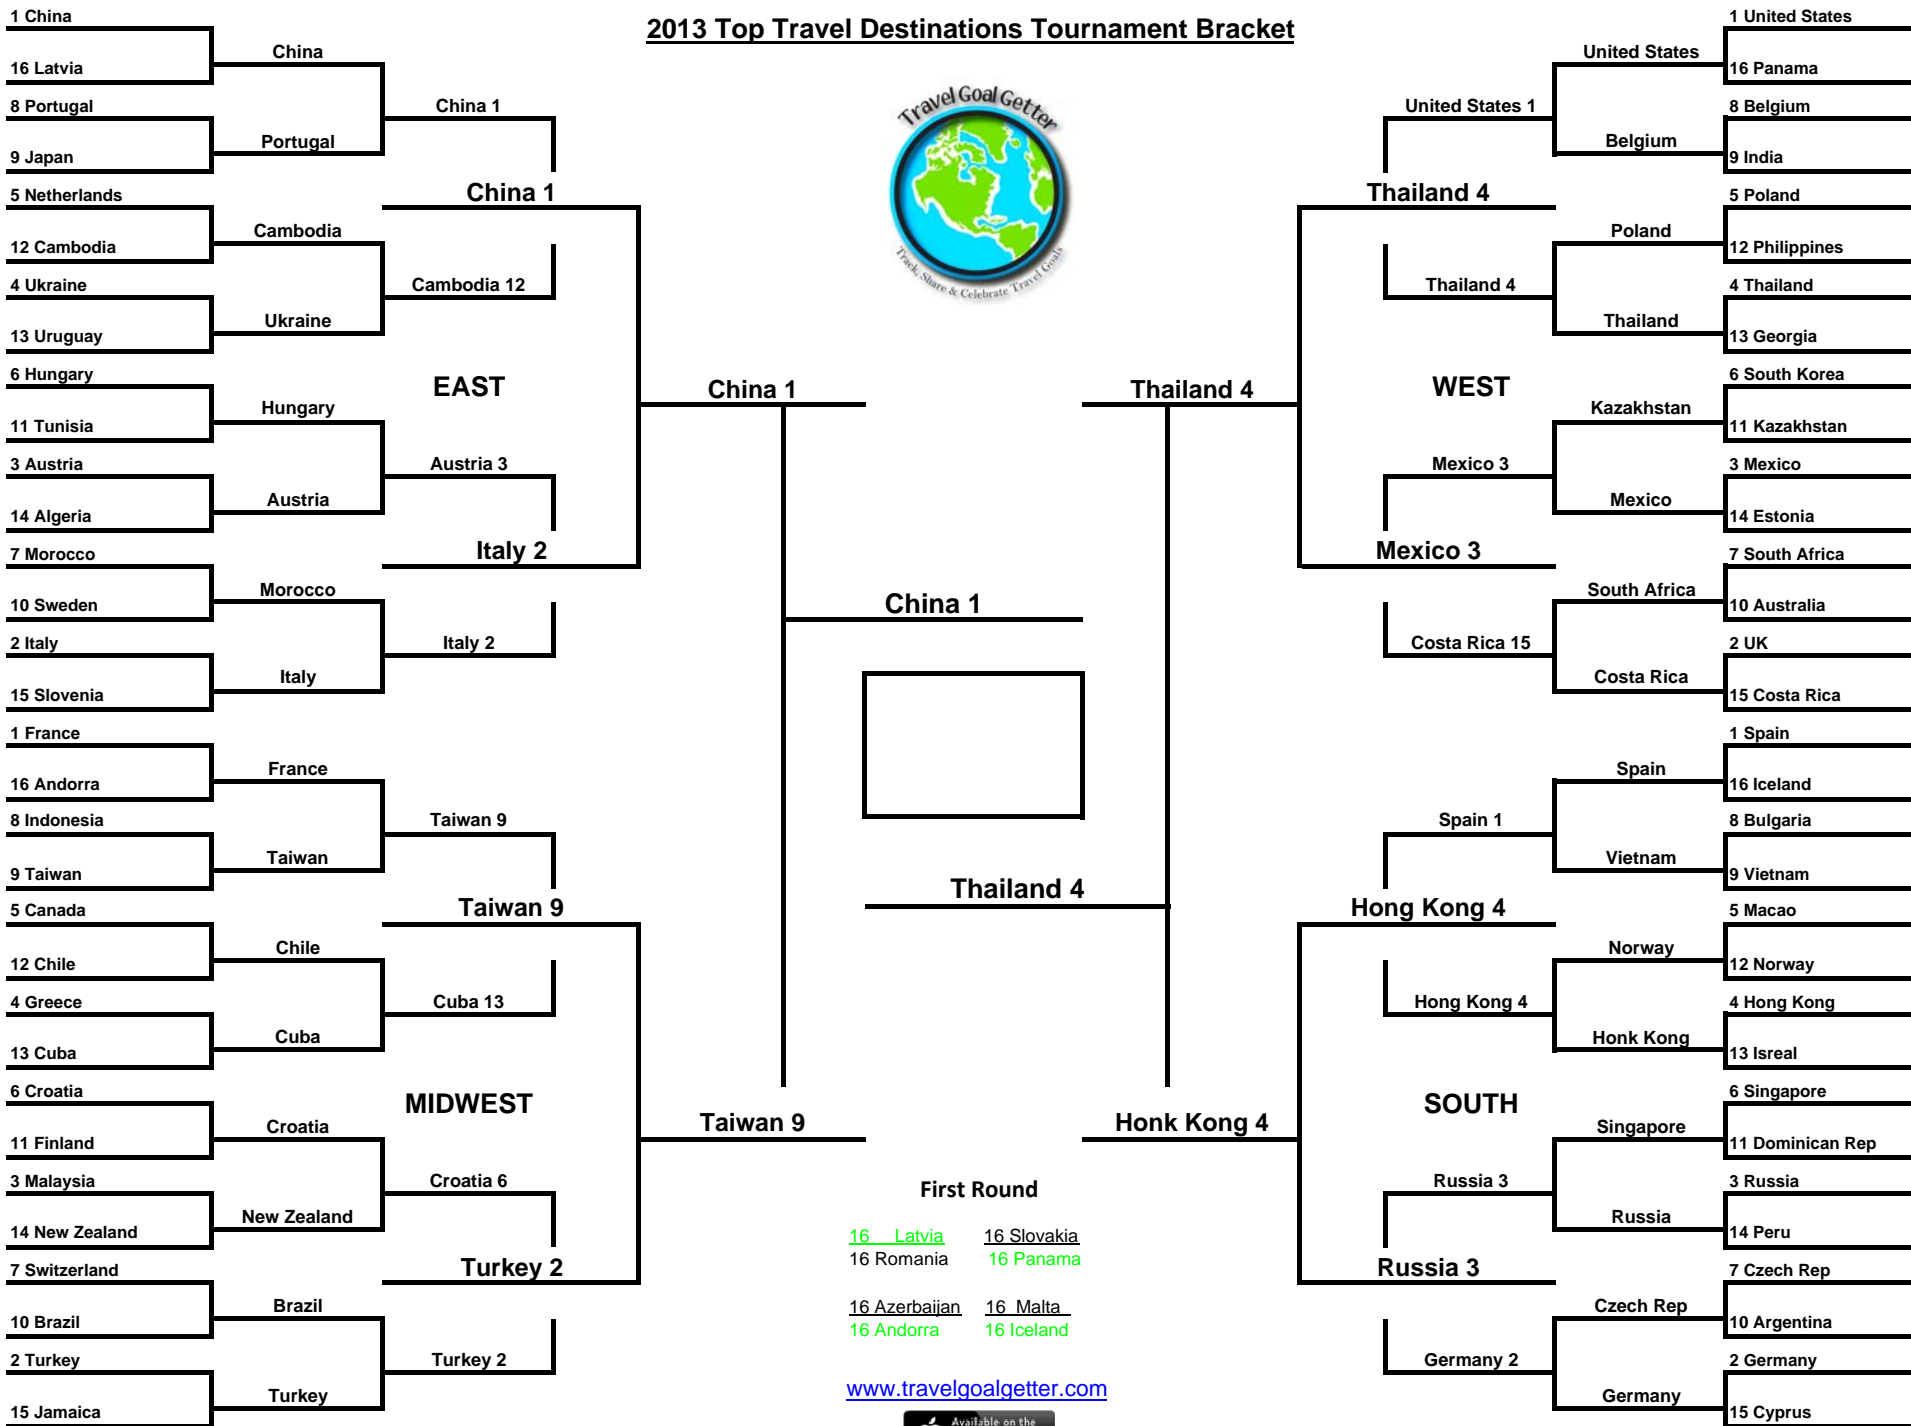 2013 Top Travel Destinations Tournament Bracket
Travel Goal Getter
Track, Share & Celebrate Travel Goals
1 China
16 Latvia
8 Portugal
9 Japan
5 Netherlands
12 Cambodia
4 Ukraine
13 Uruguay
6 Hungary
11 Tunisia
3 Austria
14 Algeria
7 Morocco
10 Sweden
2 Italy
15 Slovenia
1 France
16 Andorra
8 Indonesia
9 Taiwan
5 Canada
12 Chile
4 Greece
13 Cuba
6 Croatia
11 Finland
3 Malaysia
14 New Zealand
7 Switzerland
10 Brazil
2 Turkey
15 Jamaica
China
Portugal
Cambodia
Ukraine
Hungary
Austria
Morocco
Italy
France
Taiwan
Chile
Cuba
Croatia
New Zealand
Brazil
Turkey
China 1
Cambodia 12
Austria 3
Italy 2
Taiwan 9
Cuba 13
Croatia 6
Turkey 2
China 1
EAST
Italy 2
Taiwan 9
MIDWEST
Turkey 2
China 1
Taiwan 9
China 1
Thailand 4
Thailand 4
Honk Kong 4
Thailand 4
WEST
Mexico 3
Hong Kong 4
SOUTH
Russia 3
United States 1
Thailand 4
Mexico 3
Costa Rica 15
Spain 1
Hong Kong 4
Russia 3
Germany 2
United States
Belgium
Poland
Thailand
Kazakhstan
Mexico
South Africa
Costa Rica
Spain
Vietnam
Norway
Honk Kong
Singapore
Russia
Czech Rep
Germany
1 United States
16 Panama
8 Belgium
9 India
5 Poland
12 Philippines
4 Thailand
13 Georgia
6 South Korea
11 Kazakhstan
3 Mexico
14 Estonia
7 South Africa
10 Australia
2 UK
15 Costa Rica
1 Spain
16 Iceland
8 Bulgaria
9 Vietnam
5 Macao
12 Norway
4 Hong Kong
13 Isreal
6 Singapore
11 Dominican Rep
3 Russia
14 Peru
7 Czech Rep
10 Argentina
2 Germany
15 Cyprus
First Round
16 Latvia 16 Slovakia
16 Romania 16 Panama
16 Azerbaijan 16 Malta
16 Andorra 16 Iceland
www.travelgoalgetter.com
Available on the